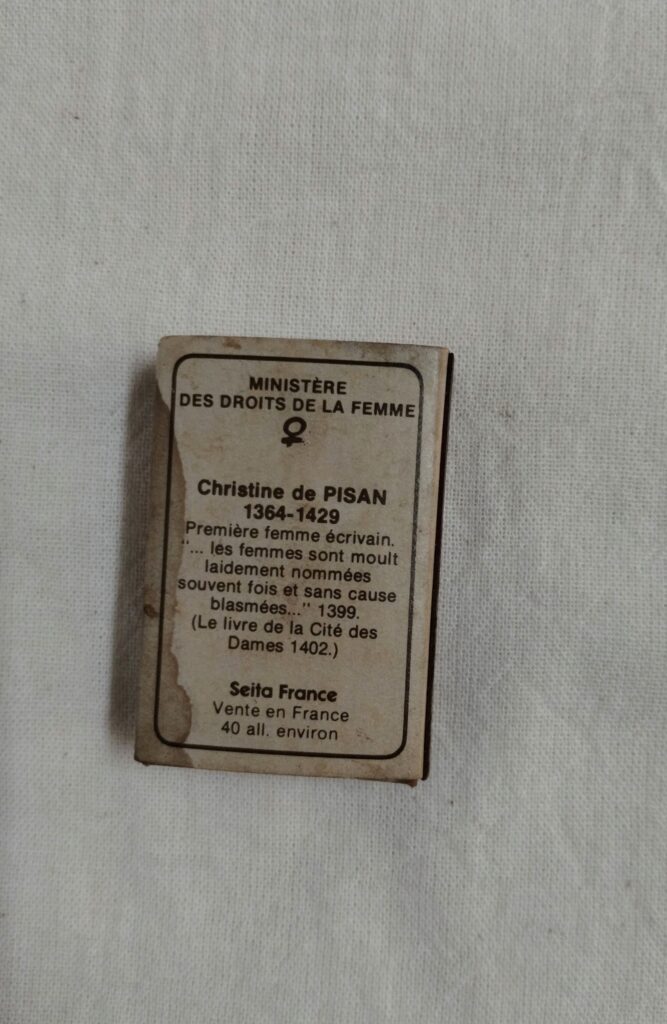 MINISTÈRE
DES DROITS DE LA FEMME
♀
Christine de PISAN
1364-1429
Première femme écrivain.
"... les femmes sont moult
laidement nommées
souvent fois et sans cause
blasmées..." 1399.
(Le livre de la Cité des
Dames 1402.)
Seita France
Vente en France
40 all. environ